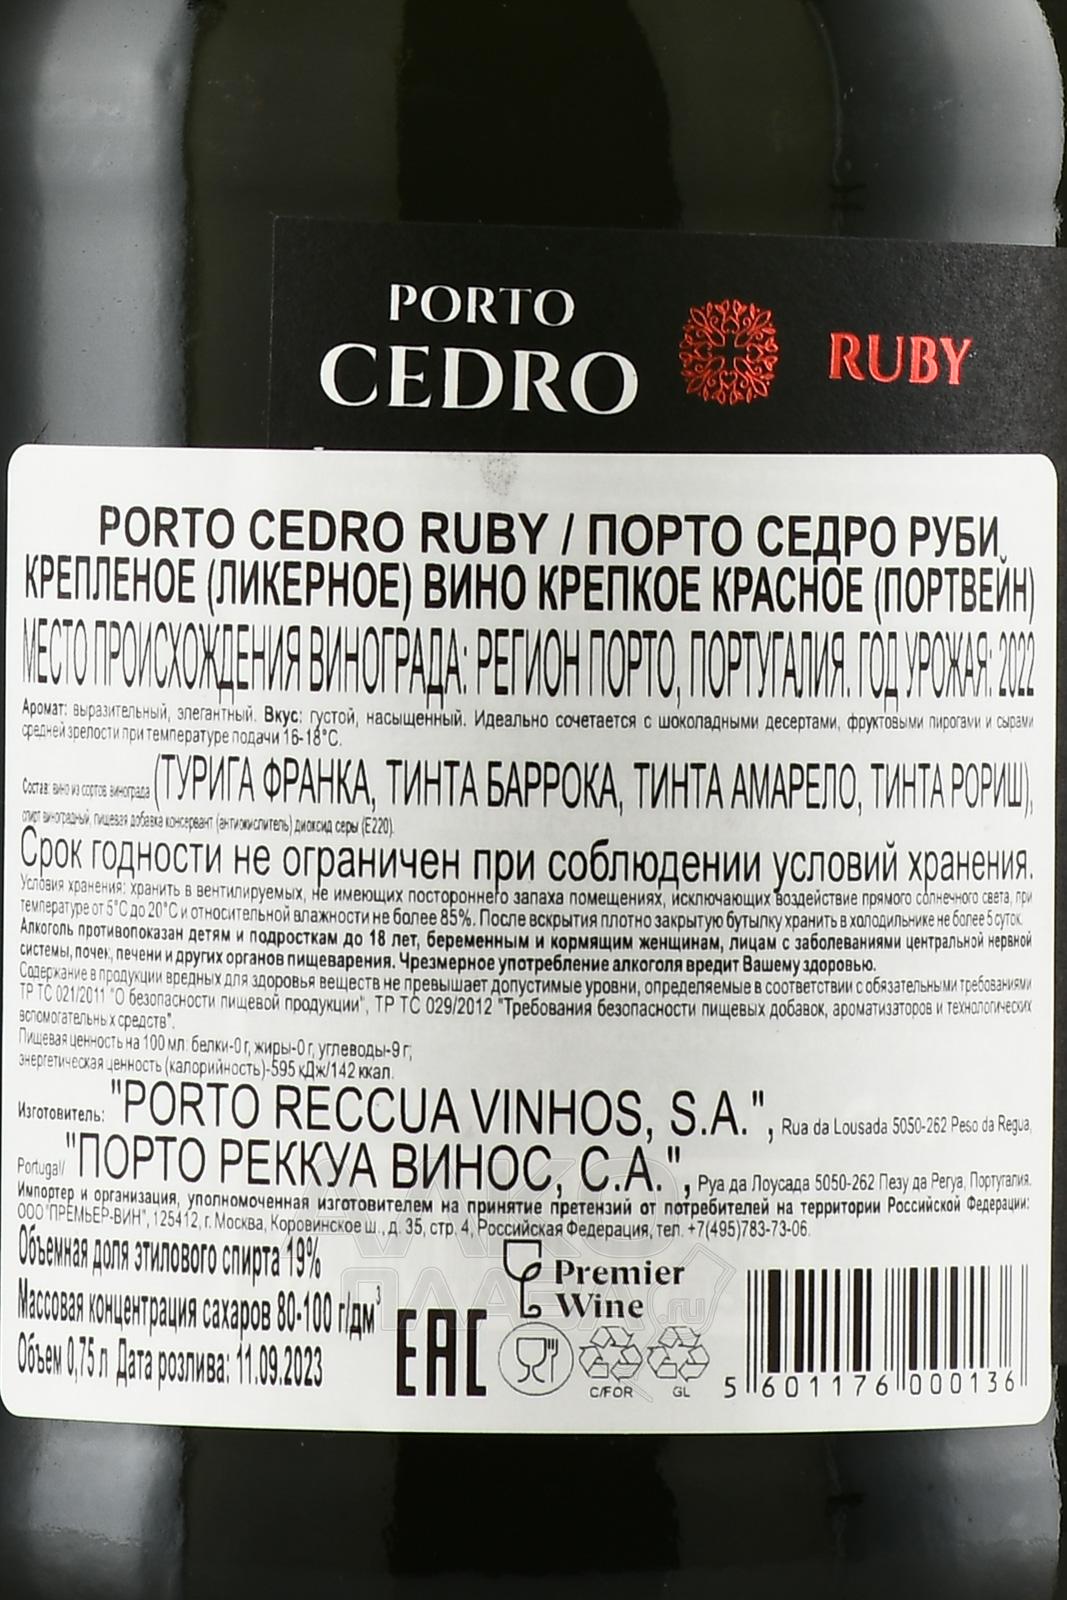 PORTO
CEDRO
RUBY
PORTO CEDRO RUBY / ПОРТО СЕДРО РУБИ
КРЕПЛЕНОЕ (ЛИКЕРНОЕ) ВИНО КРЕПКОЕ КРАСНОЕ (ПОРТВЕЙН)
МЕСТО ПРОИСХОЖДЕНИЯ ВИНОГРАДА: РЕГИОН ПОРТО, ПОРТУГАЛИЯ. ГОД УРОЖАЯ: 2022
Аромат: выразительный, элегантный. Вкус: густой, насыщенный. Идеально сочетается с шоколадными десертами, фруктовыми пирогами и сырами
средней зрелости при температуре подачи 16-18°С.
Состав: вино из сортов винограда (ТУРИГА ФРАНКА, ТИНТА БАРРОКА, ТИНТА АМАРЕЛО, ТИНТА РОРИШ),
спирт виноградный, пищевая добавка консервант (антиокислитель) диоксид серы (Е220).
Срок годности не ограничен при соблюдении условий хранения.
Условия хранения: хранить в вентилируемых, не имеющих постороннего запаха помещениях, исключающих воздействие прямого солнечного света, при
температуре от 5°С до 20°С и относительной влажности не более 85%. После вскрытия плотно закрытую бутылку хранить в холодильнике не более 5 суток.
Алкоголь противопоказан детям и подросткам до 18 лет, беременным и кормящим женщинам, лицам с заболеваниями центральной нервной
системы, почек, печени и других органов пищеварения. Чрезмерное употребление алкоголя вредит Вашему здоровью.
Содержание в продукции вредных для здоровья веществ не превышает допустимые уровни, определяемые в соответствии с обязательными требованиями
ТР ТС 021/2011 "О безопасности пищевой продукции", ТР ТС 029/2012 "Требования безопасности пищевых добавок, ароматизаторов и технологических
вспомогательных средств".
Пищевая ценность на 100 мл: белки-0 г, жиры-0 г, углеводы-9 г;
энергетическая ценность (калорийность)-595 кДж/142 ккал.
Изготовитель: "PORTO RECCUA VINHOS, S.A.", Rua da Lousada 5050-262 Peso da Regua,
Portugal/ "ПОРТО РЕККУА ВИНОС, С.А.", Руа да Лоусада 5050-262 Пезу да Регуа, Португалия.
Импортер и организация, уполномоченная изготовителем на принятие претензий от потребителей на территории Российской Федерации:
ООО "ПРЕМЬЕР-ВИН", 125412, г. Москва, Коровинское ш., д. 35, стр. 4, Российская Федерация, тел. +7(495)783-73-06.
Объемная доля этилового спирта 19%
Массовая концентрация сахаров 80-100 г/дм³
Объем 0,75 л Дата розлива: 11.09.2023
EAC
Premier
Wine
C/FOR
GL
5 601176 000136
АЛКО
ПЛАЗА.ru